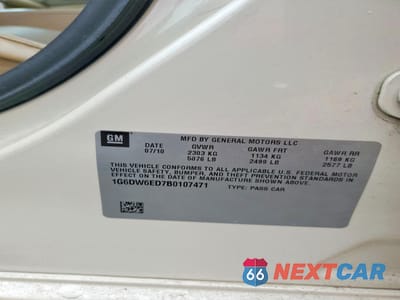 GM
MFD BY GENERAL MOTORS LLC
DATE GVWR GAWR FRT GAWR RR
07/10 2303 KG 1134 KG 1169 KG
5076 LB 2499 LB 2577 LB
THIS VEHICLE CONFORMS TO ALL APPLICABLE U.S. FEDERAL MOTOR
VEHICLE SAFETY, BUMPER, AND THEFT PREVENTION STANDARDS IN
EFFECT ON THE DATE OF MANUFACTURE SHOWN ABOVE.
1G6DW6ED7B0107471 TYPE: PASS CAR
66 NEXTCAR